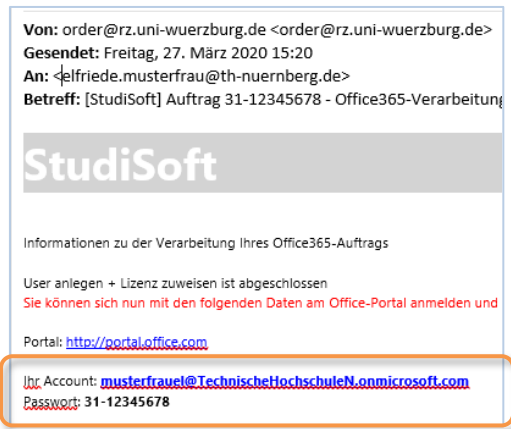 Von: order@rz.uni-wuerzburg.de <order@rz.uni-wuerzburg.de>
Gesendet: Freitag, 27. März 2020 15:20
An: <elfriede.musterfrau@th-nuernberg.de>
Betreff: [StudiSoft] Auftrag 31-12345678 - Office365-Verarbeitung
StudiSoft
Informationen zu der Verarbeitung Ihres Office365-Auftrags
User anlegen + Lizenz zuweisen ist abgeschlossen
Sie können sich nun mit den folgenden Daten am Office-Portal anmelden und
Portal: http://portal.office.com
Ihr Account: musterfrauel@TechnischeHochschuleN.onmicrosoft.com
Passwort: 31-12345678